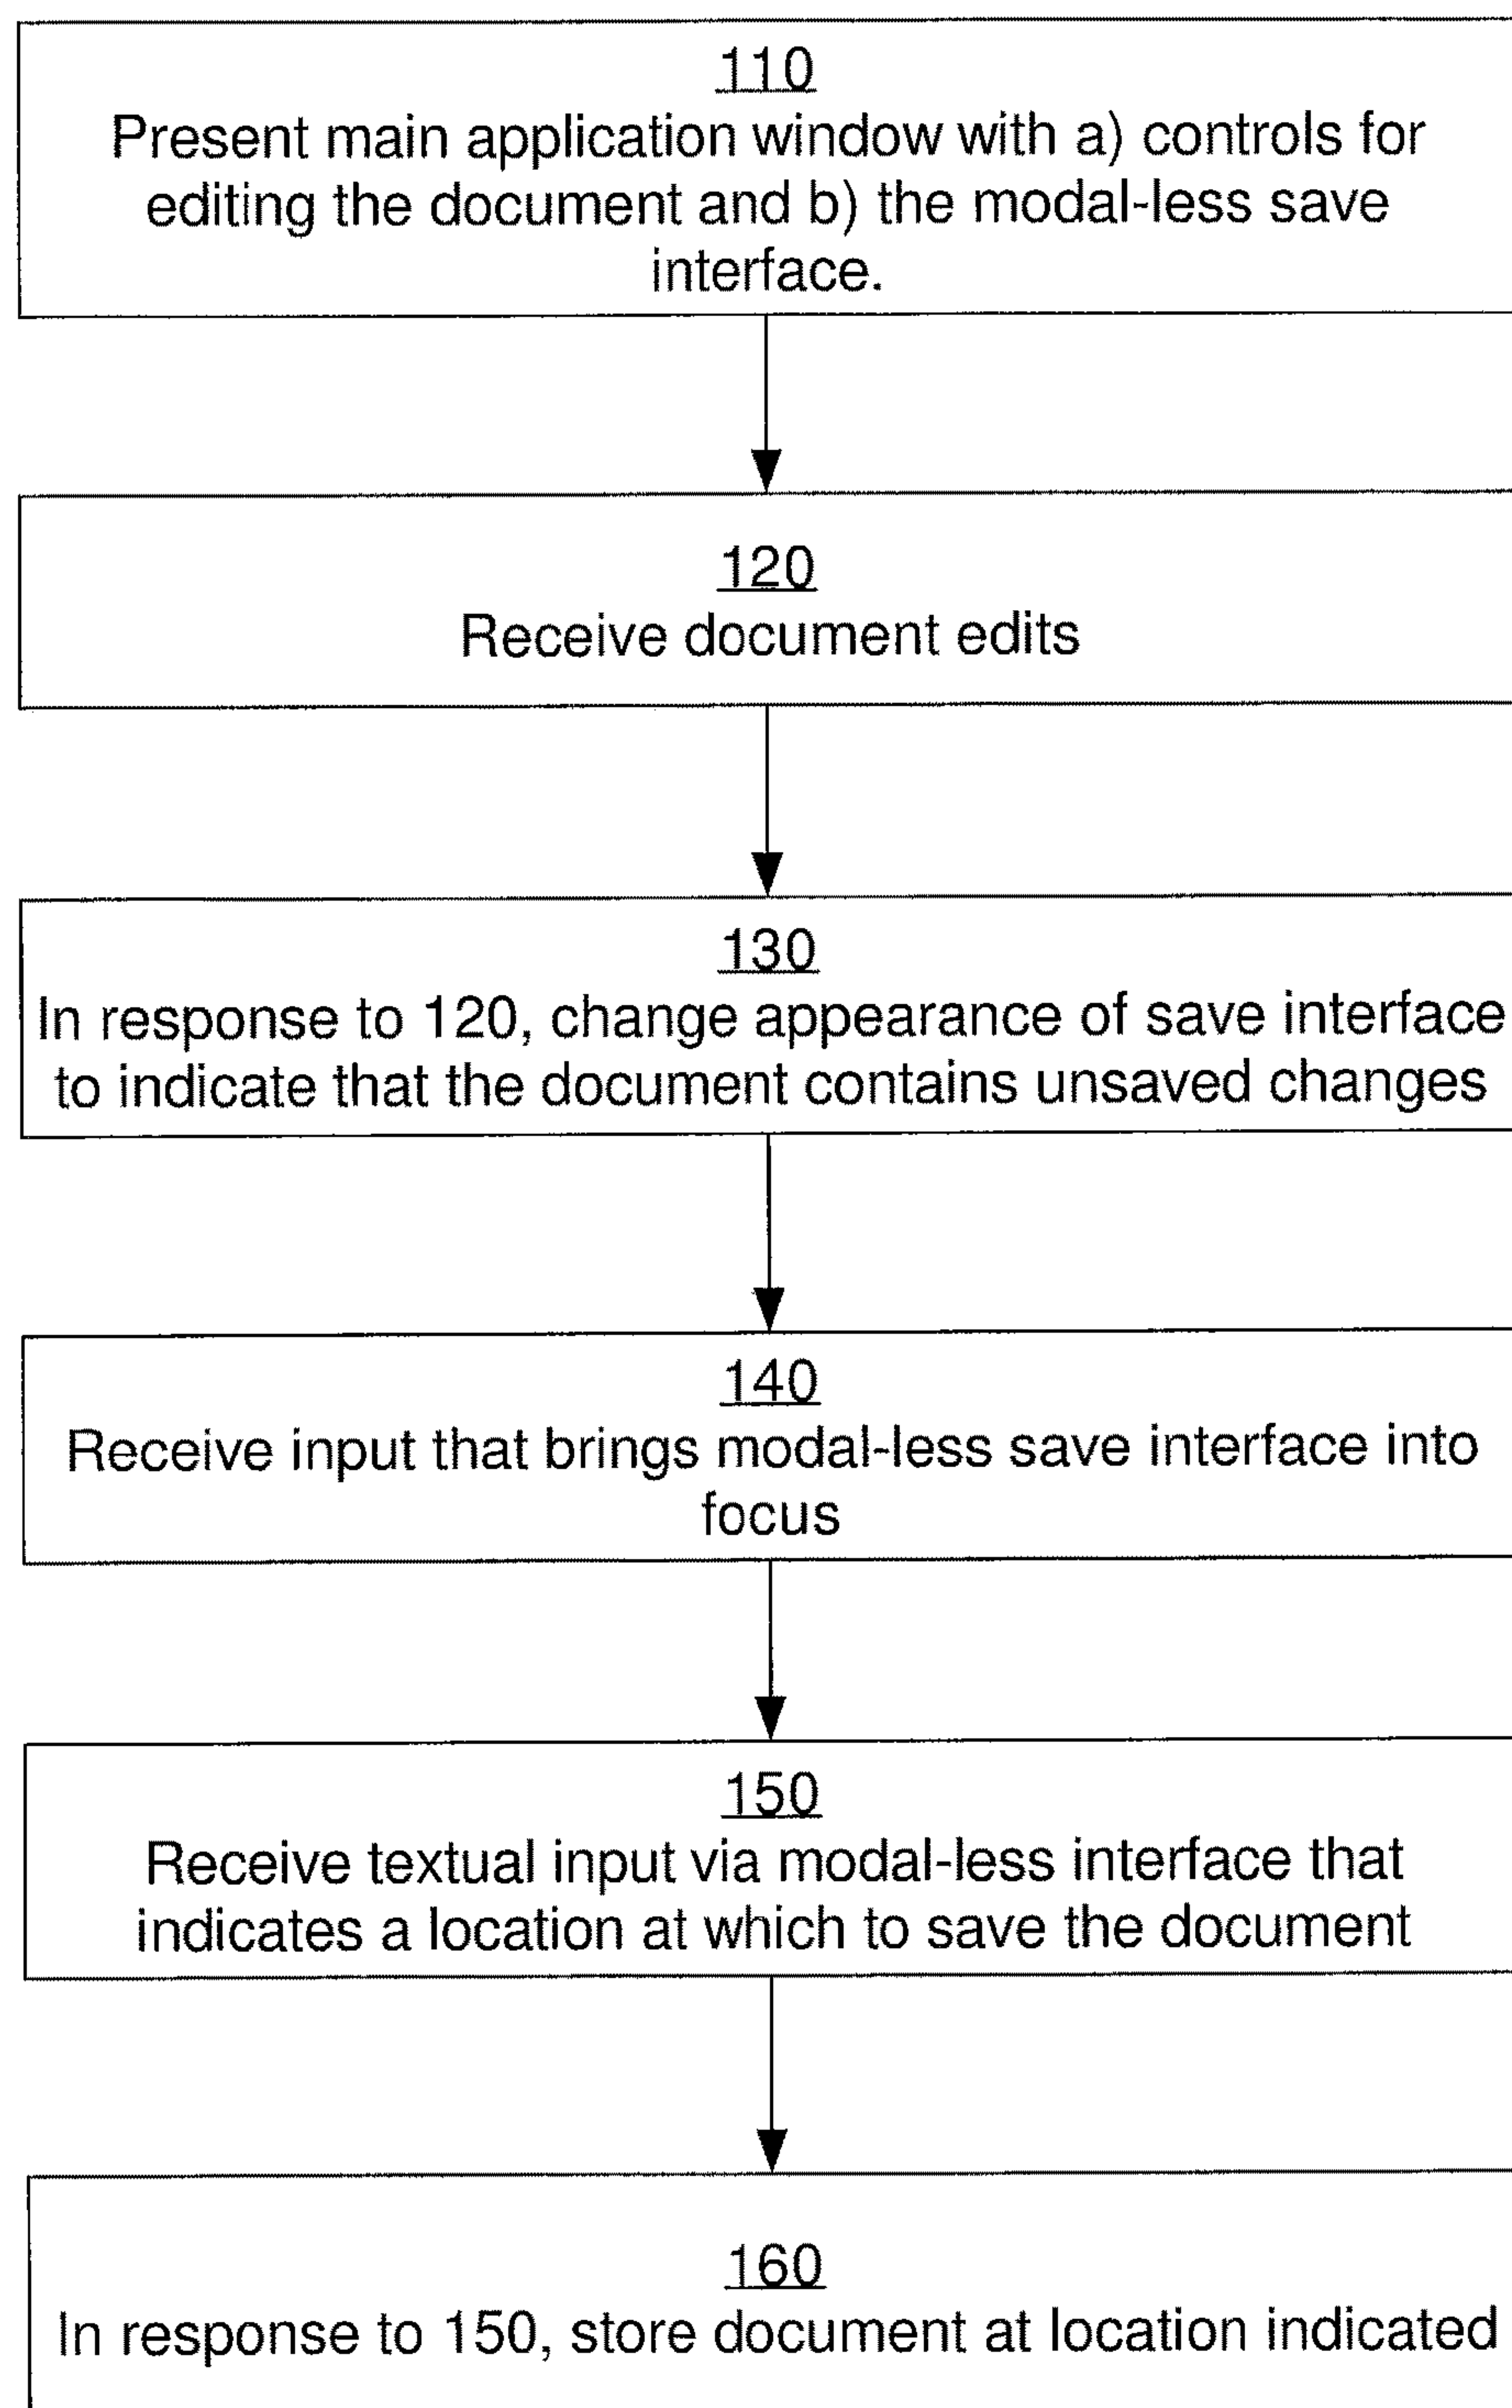 110
Present main application window with a) controls for
editing the document and b) the modal-less save
interface.
120
Receive document edits
130
In response to 120, change appearance of save interface
to indicate that the document contains unsaved changes
140
Receive input that brings modal-less save interface into
focus
150
Receive textual input via modal-less interface that
indicates a location at which to save the document
160
In response to 150, store document at location indicated